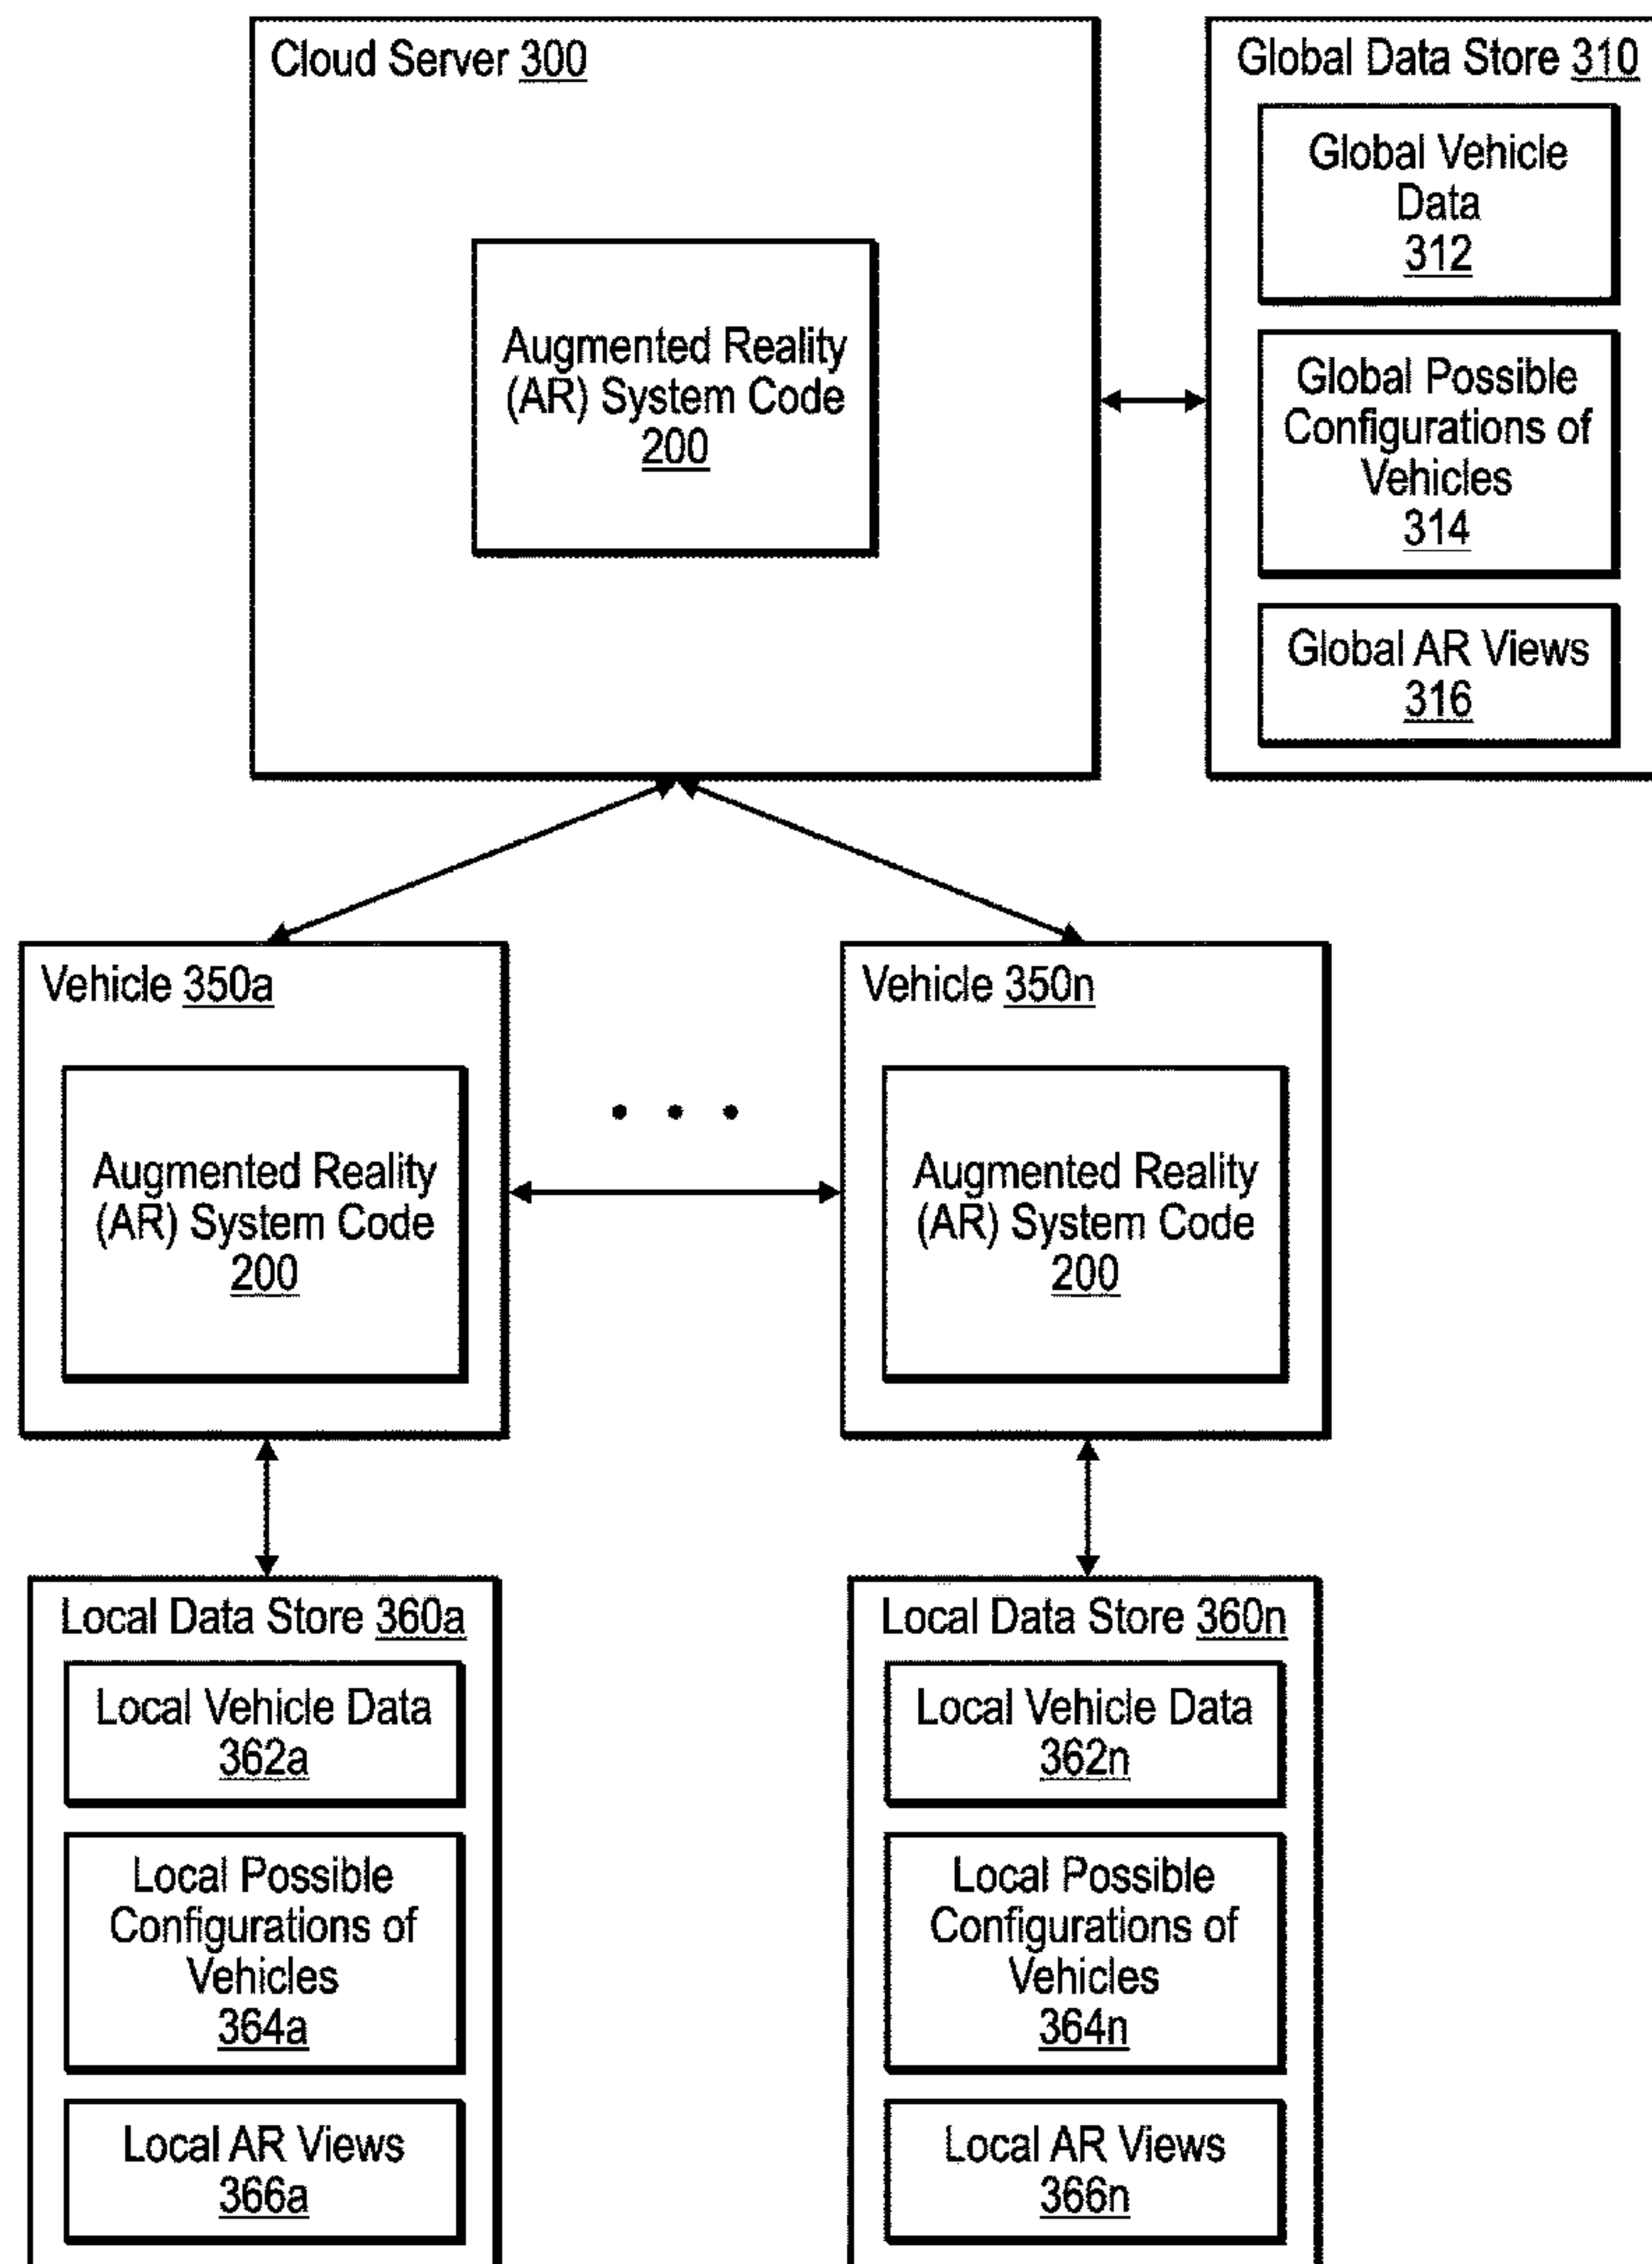 Cloud Server 300
Augmented Reality
(AR) System Code
200
Global Data Store 310
Global Vehicle
Data
312
Global Possible
Configurations of
Vehicles
314
Global AR Views
316
Vehicle 350a
Augmented Reality
(AR) System Code
200
• • •
Vehicle 350n
Augmented Reality
(AR) System Code
200
Local Data Store 360a
Local Vehicle Data
362a
Local Possible
Configurations of
Vehicles
364a
Local AR Views
366a
Local Data Store 360n
Local Vehicle Data
362n
Local Possible
Configurations of
Vehicles
364n
Local AR Views
366n